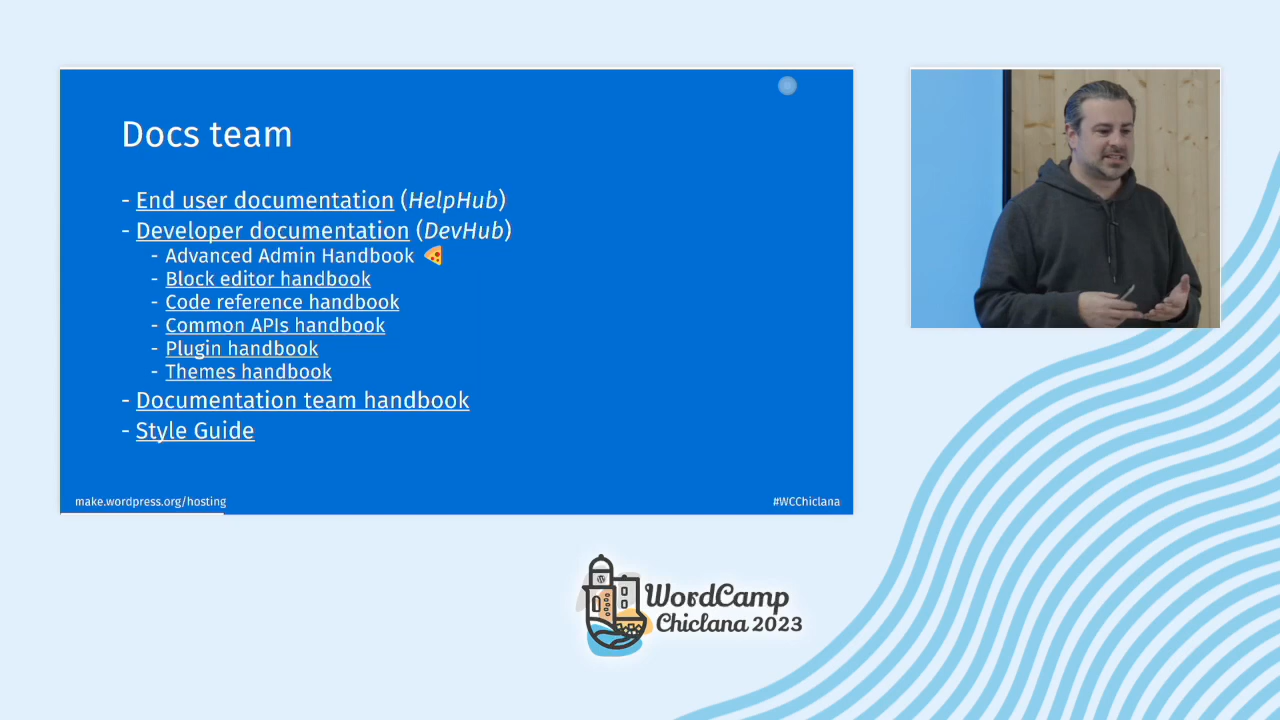 Docs team
- End user documentation (HelpHub)
- Developer documentation (DevHub)
- Advanced Admin Handbook 🍕
- Block editor handbook
- Code reference handbook
- Common APIs handbook
- Plugin handbook
- Themes handbook
- Documentation team handbook
- Style Guide
make.wordpress.org/hosting
#WCChiclana
WordCamp
Chiclana 2023